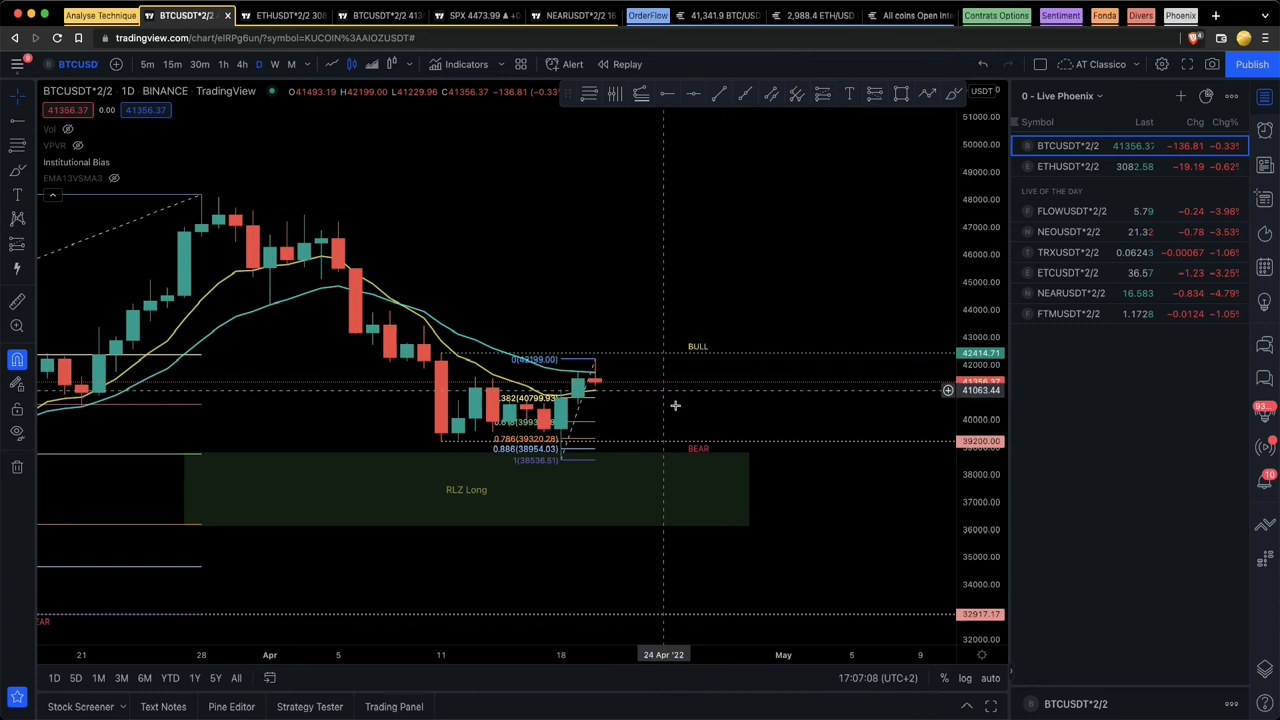 Analyse Technique
BTCUSDT*2/2
ETHUSDT*2 308
BTCUSDT*2 413
SPX 4473.99
NEARUSDT*2 16
OrderFlow
41,341.9 BTC/USD
2,988.4 ETH/USD
All coins Open Inte
Contrats Options
Sentiment
Fonda
Divers
Phoenix
tradingview.com/chart/elRPg6un/?symbol=KUCOIN%3AAIOZUSDT#
BTCUSD
5m 15m 30m 1h 4h D W M
Indicators
Alert
Replay
AT Classico
Publish
BTCUSDT*2/2 · 1D · BINANCE · TradingView
O41493.19 H42199.00 L41229.96 C41356.37 −136.81 −0.33%
USDT
41356.37 0.00 41356.37
Vol
VPVR
Institutional Bias
EMA13VSMA3
51000.00
50000.00
49000.00
48000.00
47000.00
46000.00
45000.00
44000.00
43000.00
BULL
42414.71
0(42199.00)
42000.00
41356.37
41063.44
.382(40799.93)
40000.00
0.786(39320.28)
39200.00
0.886(38954.03)
BEAR
1(38536.51)
38000.00
RLZ Long
37000.00
36000.00
35000.00
34000.00
32917.17
EAR
32000.00
21 28 Apr 5 11 18 24 Apr '22 May 5 9
1D 5D 1M 3M 6M YTD 1Y 5Y All
17:07:08 (UTC+2)
% log auto
Stock Screener
Text Notes
Pine Editor
Strategy Tester
Trading Panel
0 - Live Phoenix
Symbol Last Chg Chg%
BTCUSDT*2/2 41356.37 −136.81 −0.33%
ETHUSDT*2/2 3082.58 −19.19 −0.62%
LIVE OF THE DAY
FLOWUSDT*2/2 5.79 −0.24 −3.98%
NEOUSDT*2/2 21.32 −0.78 −3.53%
TRXUSDT*2/2 0.06243 −0.00067 −1.06%
ETCUSDT*2/2 36.57 −1.23 −3.25%
NEARUSDT*2/2 16.583 −0.834 −4.79%
FTMUSDT*2/2 1.1728 −0.0124 −1.05%
BTCUSDT*2/2